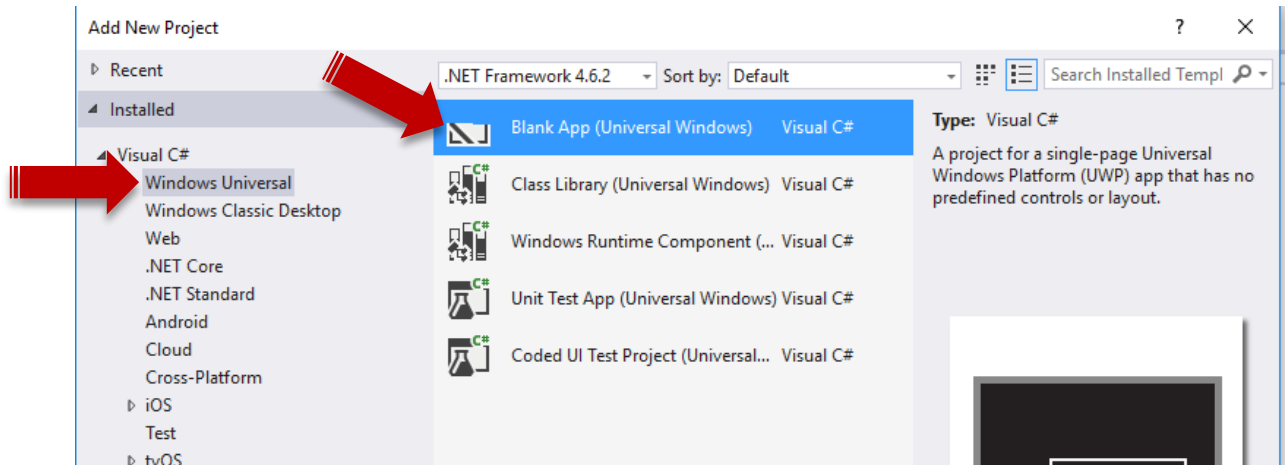 Add New Project
?
Recent
.NET Framework 4.6.2
Sort by: Default
Search Installed Templ
Installed
Visual C#
Windows Universal
Windows Classic Desktop
Web
.NET Core
.NET Standard
Android
Cloud
Cross-Platform
iOS
Test
tvOS
Blank App (Universal Windows) Visual C#
C# Class Library (Universal Windows) Visual C#
C# Windows Runtime Component (... Visual C#
C# Unit Test App (Universal Windows) Visual C#
C# Coded UI Test Project (Universal... Visual C#
Type: Visual C#
A project for a single-page Universal
Windows Platform (UWP) app that has no
predefined controls or layout.